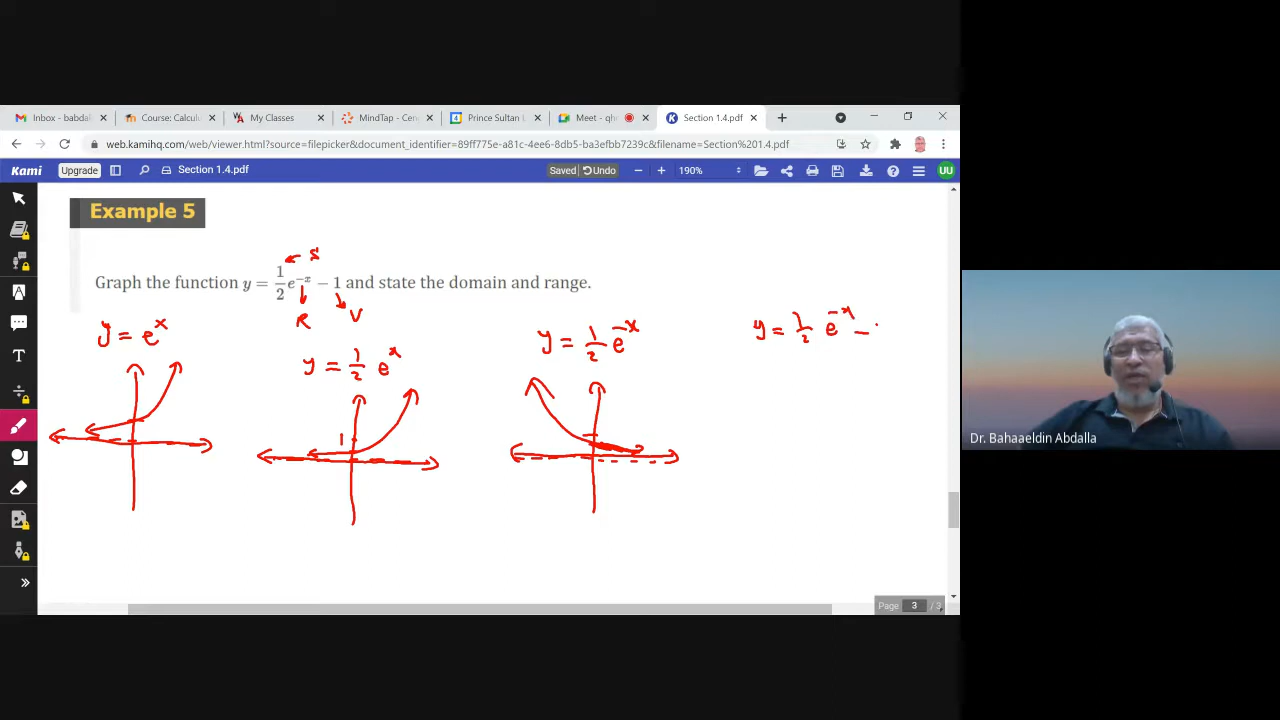 Inbox - babdal
Course: Calcul
My Classes
MindTap - Cen
Prince Sultan U
Meet - qh
Section 1.4.pdf
web.kamihq.com/web/viewer.html?source=filepicker&document_identifier=89ff775e-a81c-4ee6-8db5-ba3efbb7239c&filename=Section%201.4.pdf
Kami
Upgrade
Section 1.4.pdf
Saved
Undo
190%
UU
Example 5
S
Graph the function y = 1/2 e^{-x} − 1 and state the domain and range.
R V
y = e^x
y = 1/2 e^x
1
y = 1/2 e^{-x}
y = 1/2 e^{-x} −
Dr. Bahaaeldin Abdalla
Page 3 / 3